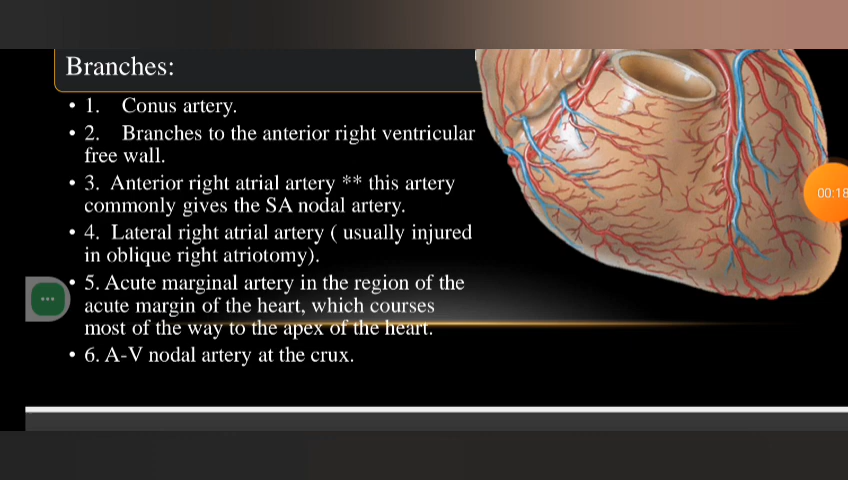 Branches:
• 1. Conus artery.
• 2. Branches to the anterior right ventricular
free wall.
• 3. Anterior right atrial artery ** this artery
commonly gives the SA nodal artery.
• 4. Lateral right atrial artery ( usually injured
in oblique right atriotomy).
• 5. Acute marginal artery in the region of the
acute margin of the heart, which courses
most of the way to the apex of the heart.
• 6. A-V nodal artery at the crux.
00:18